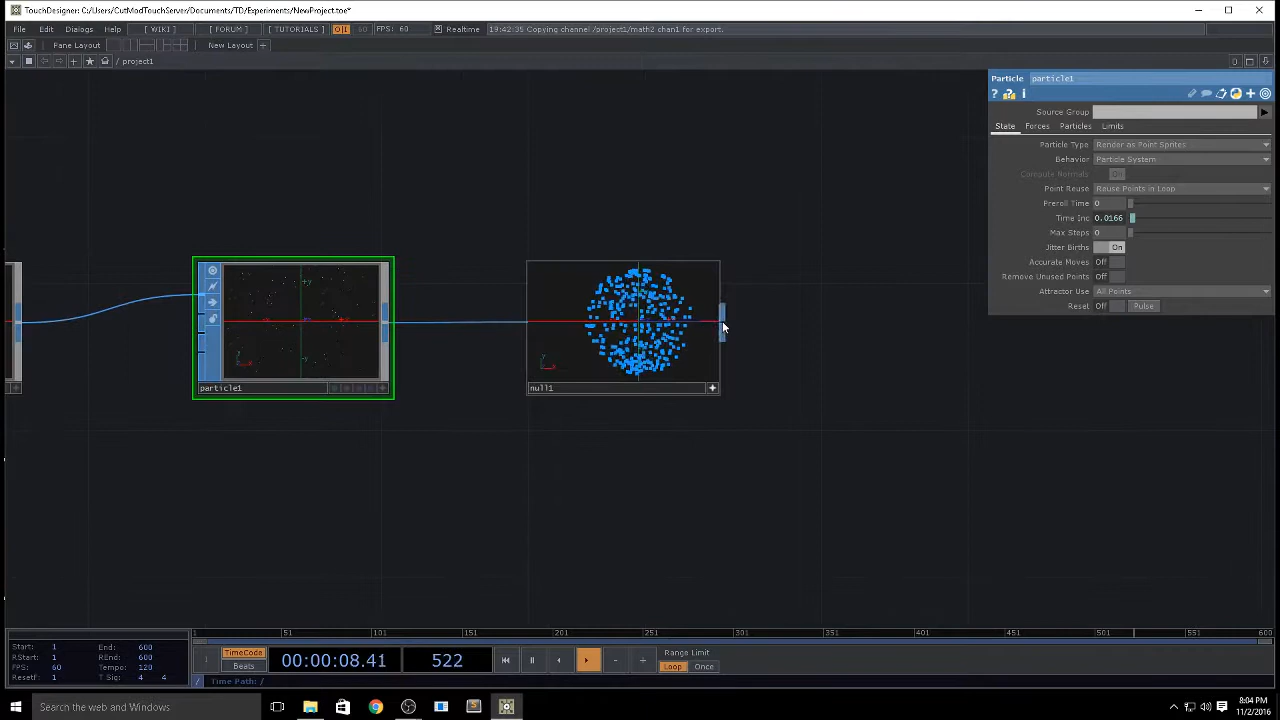 TouchDesigner: C:/Users/CutModTouchServer/Documents/TD/Experiments/NewProject.toe*
File Edit Dialogs Help [ WIKI ] [ FORUM ] [ TUTORIALS ] O|I 60 FPS: 60 Realtime 19:42:35 Copying channel /project1/math2 chan1 for export.
Pane Layout New Layout +
/ project1
Particle particle1
Source Group
State Forces Particles Limits
Particle Type Render as Point Sprites
Behavior Particle System
Compute Normals On
Point Reuse Reuse Points in Loop
Preroll Time 0
Time Inc 0.0166
Max Steps 0
Jitter Births On
Accurate Moves Off
Remove Unused Points Off
Attractor Use All Points
Reset Off Pulse
particle1
null1
1 51 101 151 201 251 301 351 401 451 501 551 600
Start: 1 End: 600
RStart: 1 REnd: 600
FPS: 60 Tempo: 120
ResetF: 1 T Sig: 4 4
TimeCode
Beats
00:00:08.41
522
Range Limit
Loop Once
/ Time Path: /
Search the web and Windows
8:04 PM
11/2/2016